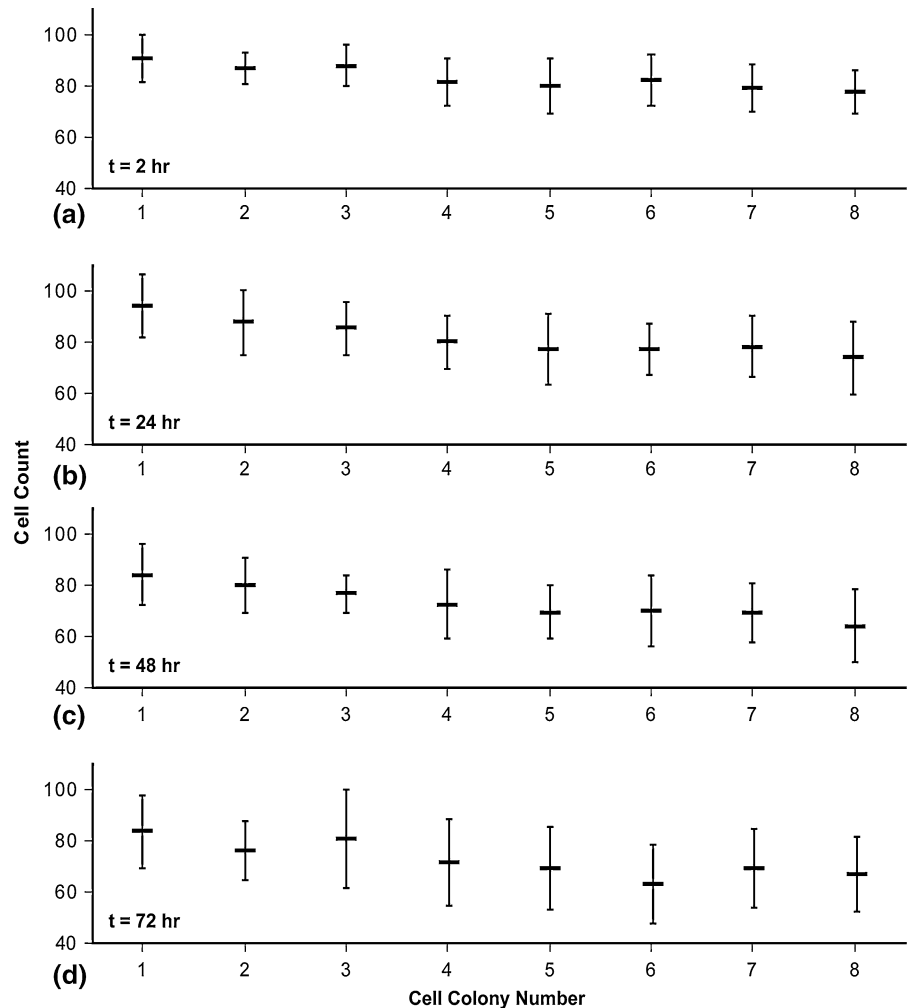 100
80
60
40
t = 2 hr
(a)
1 2 3 4 5 6 7 8
100
80
60
40
t = 24 hr
(b)
1 2 3 4 5 6 7 8
Cell Count
100
80
60
40
t = 48 hr
(c)
1 2 3 4 5 6 7 8
100
80
60
40
t = 72 hr
(d)
1 2 3 4 5 6 7 8
Cell Colony Number